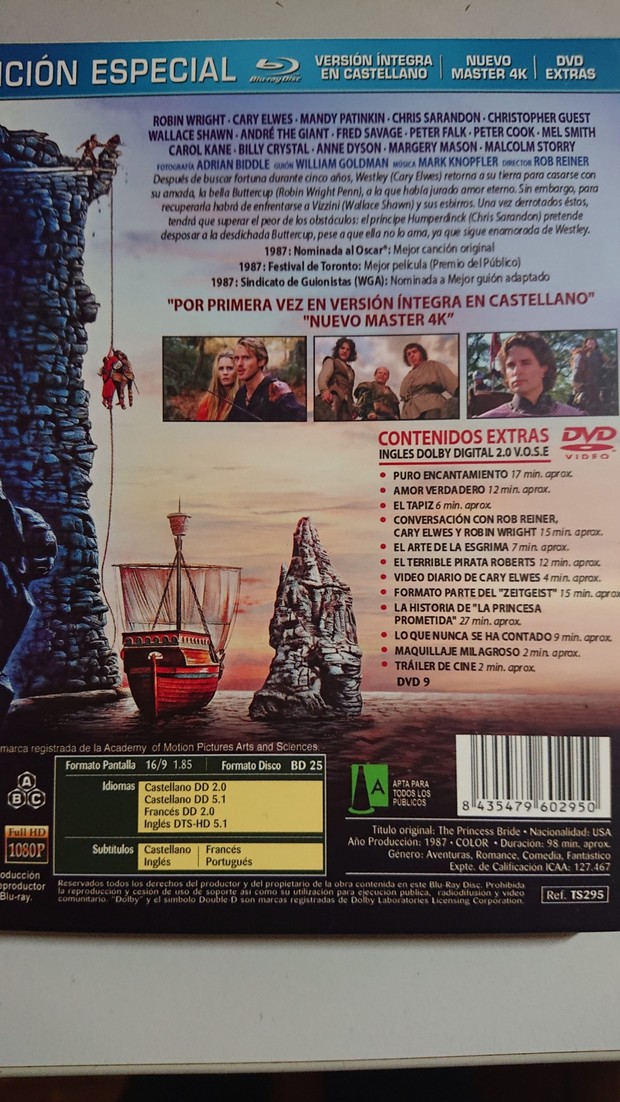 CIÓN ESPECIAL
Blu-ray Disc
VERSIÓN ÍNTEGRA
EN CASTELLANO
NUEVO
MASTER 4K
DVD
EXTRAS
ROBIN WRIGHT · CARY ELWES · MANDY PATINKIN · CHRIS SARANDON · CHRISTOPHER GUEST
WALLACE SHAWN · ANDRÉ THE GIANT · FRED SAVAGE · PETER FALK · PETER COOK · MEL SMITH
CAROL KANE · BILLY CRYSTAL · ANNE DYSON · MARGERY MASON · MALCOLM STORRY
FOTOGRAFÍA ADRIAN BIDDLE GUIÓN WILLIAM GOLDMAN MÚSICA MARK KNOPFLER DIRECTOR ROB REINER
Después de buscar fortuna durante cinco años, Westley (Cary Elwes) retorna a su tierra para casarse con
su amada, la bella Buttercup (Robin Wright Penn), a la que había jurado amor eterno. Sin embargo, para
recuperarla habrá de enfrentarse a Vizzini (Wallace Shawn) y sus esbirros. Una vez derrotados éstos,
tendrá que superar el peor de los obstáculos: el príncipe Humperdinck (Chris Sarandon) pretende
desposar a la desdichada Buttercup, pese a que ella no lo ama, ya que sigue enamorada de Westley.
1987: Nominada al Oscar®: Mejor canción original
1987: Festival de Toronto: Mejor película (Premio del Público)
1987: Sindicato de Guionistas (WGA): Nominada a Mejor guión adaptado
"POR PRIMERA VEZ EN VERSIÓN ÍNTEGRA EN CASTELLANO"
"NUEVO MASTER 4K"
CONTENIDOS EXTRAS
INGLES DOLBY DIGITAL 2.0 V.O.S.E
DVD
VIDEO
• PURO ENCANTAMIENTO 17 min. aprox.
• AMOR VERDADERO 12 min. aprox.
• EL TAPIZ 6 min. aprox.
• CONVERSACIÓN CON ROB REINER,
CARY ELWES Y ROBIN WRIGHT 15 min. aprox.
• EL ARTE DE LA ESGRIMA 7 min. aprox.
• EL TERRIBLE PIRATA ROBERTS 12 min. aprox.
• VIDEO DIARIO DE CARY ELWES 4 min. aprox.
• FORMATO PARTE DEL "ZEITGEIST" 15 min. aprox
• LA HISTORIA DE "LA PRINCESA
PROMETIDA" 27 min. aprox.
• LO QUE NUNCA SE HA CONTADO 9 min. aprox.
• MAQUILLAJE MILAGROSO 2 min. aprox.
• TRÁILER DE CINE 2 min. aprox.
DVD 9
marca registrada de la Academy of Motion Pictures Arts and Sciences.
A
B C
Full HD
1080P
oducción
eproductor
Blu-ray.
Formato Pantalla 16/9 1.85 Formato Disco BD 25
Idiomas
Castellano DD 2.0
Castellano DD 5.1
Francés DD 2.0
Inglés DTS-HD 5.1
Subtítulos
Castellano Francés
Inglés Portugués
A
APTA PARA
TODOS LOS
PÚBLICOS
8 435479 602950
Título original: The Princess Bride • Nacionalidad: USA
Año Producción: 1987 • COLOR • Duración: 98 min. aprox.
Género: Aventuras, Romance, Comedia, Fantástico
Expte. de Calificación ICAA: 127.467
Reservados todos los derechos del productor y del propietario de la obra contenida en este Blu-Ray Disc. Prohibida
la reproducción y cesión de uso de soporte así como su utilización para ejecución pública, radiodifusión y video
comunitario. "Dolby" y el símbolo Double D son marcas registradas de Dolby Laboratories Licensing Corporation.
Ref. TS295